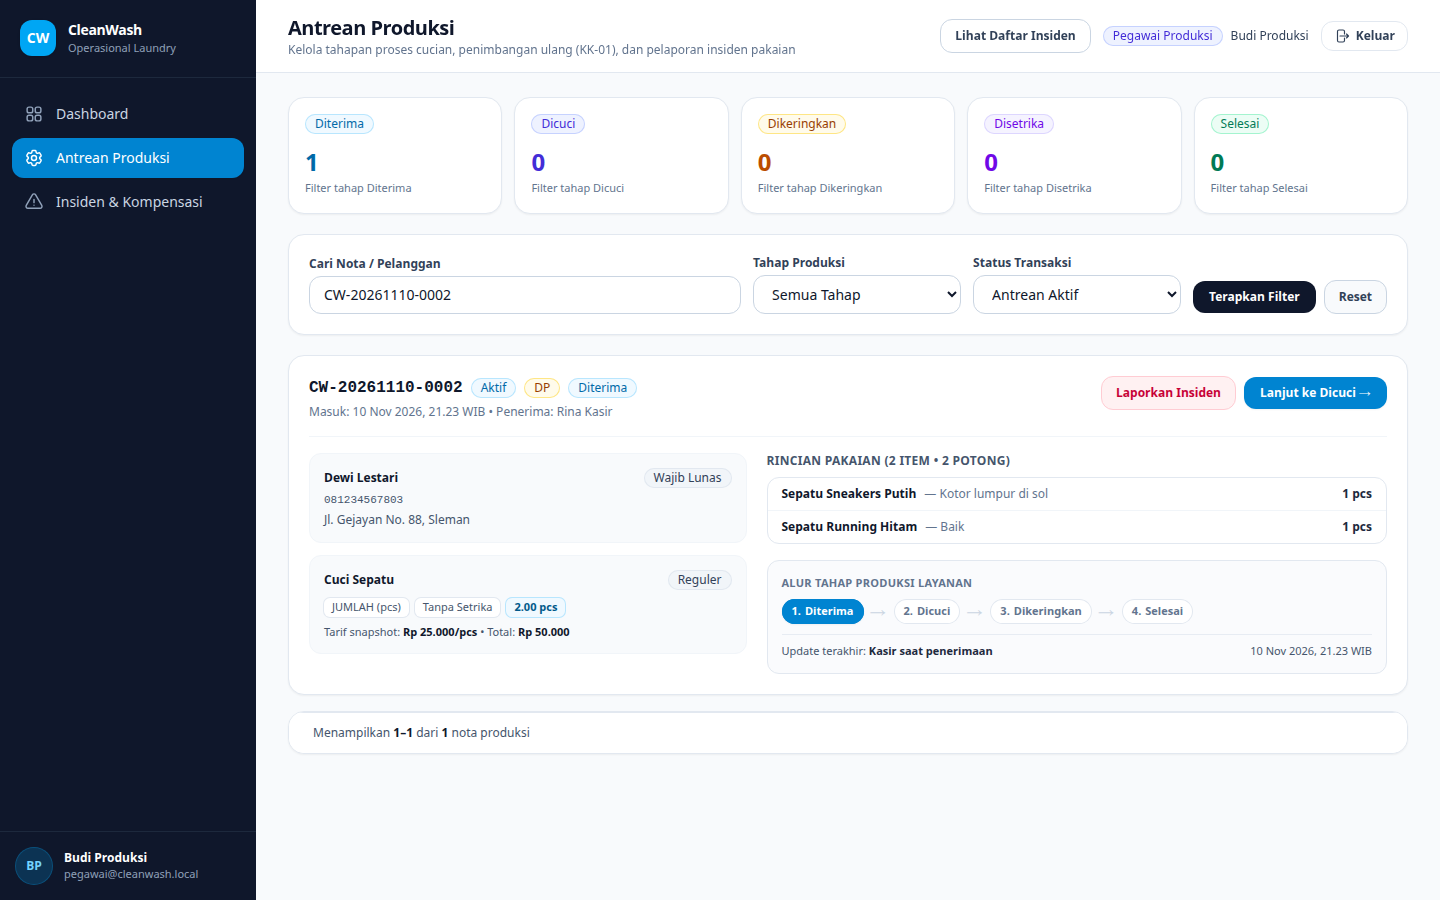 CW
CleanWash
Operasional Laundry
Dashboard
Antrean Produksi
Insiden & Kompensasi
BP
Budi Produksi
pegawai@cleanwash.local
Antrean Produksi
Kelola tahapan proses cucian, penimbangan ulang (KK-01), dan pelaporan insiden pakaian
Lihat Daftar Insiden
Pegawai Produksi
Budi Produksi
Keluar
Diterima
1
Filter tahap Diterima
Dicuci
0
Filter tahap Dicuci
Dikeringkan
0
Filter tahap Dikeringkan
Disetrika
0
Filter tahap Disetrika
Selesai
0
Filter tahap Selesai
Cari Nota / Pelanggan
CW-20261110-0002
Tahap Produksi
Semua Tahap
Status Transaksi
Antrean Aktif
Terapkan Filter
Reset
CW-20261110-0002 Aktif DP Diterima
Masuk: 10 Nov 2026, 21.23 WIB • Penerima: Rina Kasir
Laporkan Insiden
Lanjut ke Dicuci →
Dewi Lestari Wajib Lunas
081234567803
Jl. Gejayan No. 88, Sleman
Cuci Sepatu Reguler
JUMLAH (pcs) Tanpa Setrika 2.00 pcs
Tarif snapshot: Rp 25.000/pcs • Total: Rp 50.000
RINCIAN PAKAIAN (2 ITEM • 2 POTONG)
Sepatu Sneakers Putih — Kotor lumpur di sol 1 pcs
Sepatu Running Hitam — Baik 1 pcs
ALUR TAHAP PRODUKSI LAYANAN
1. Diterima → 2. Dicuci → 3. Dikeringkan → 4. Selesai
Update terakhir: Kasir saat penerimaan 10 Nov 2026, 21.23 WIB
Menampilkan 1–1 dari 1 nota produksi